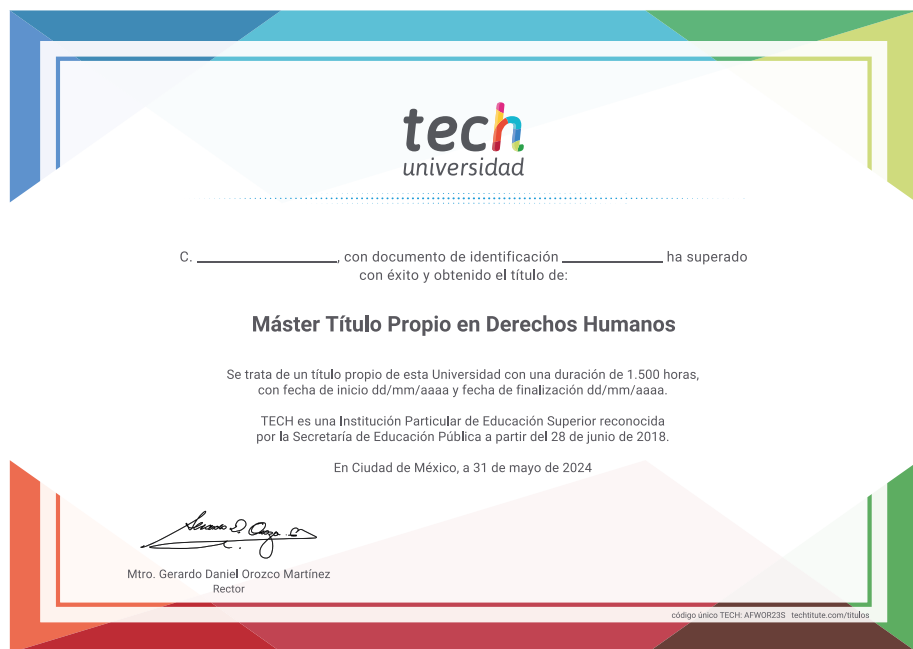 tech
universidad
C. ____________________, con documento de identificación ______________ ha superado
con éxito y obtenido el título de:
Máster Título Propio en Derechos Humanos
Se trata de un título propio de esta Universidad con una duración de 1.500 horas,
con fecha de inicio dd/mm/aaaa y fecha de finalización dd/mm/aaaa.
TECH es una Institución Particular de Educación Superior reconocida
por la Secretaría de Educación Pública a partir del 28 de junio de 2018.
En Ciudad de México, a 31 de mayo de 2024
Mtro. Gerardo Daniel Orozco Martínez
Rector
código único TECH: AFWOR23S techtitute.com/titulos